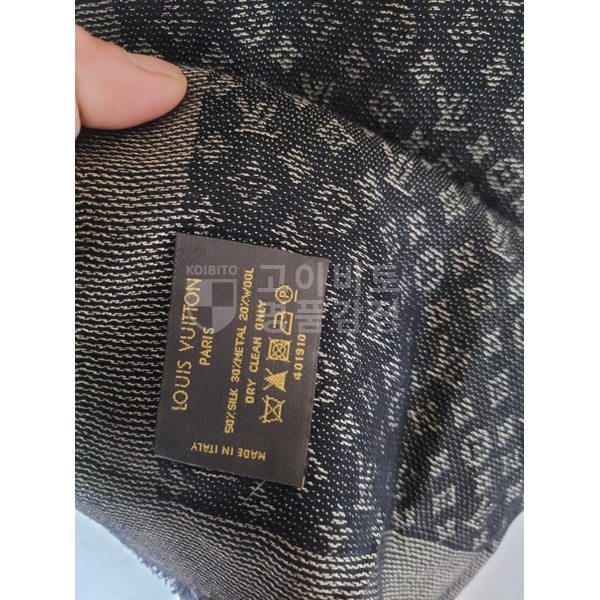 LOUIS VUITTON
PARIS
50%SILK 30%METAL 20%WOOL
DRY CLEAN ONLY
P
401910
MADE IN ITALY
KOIBITO
고이비토
명품감정